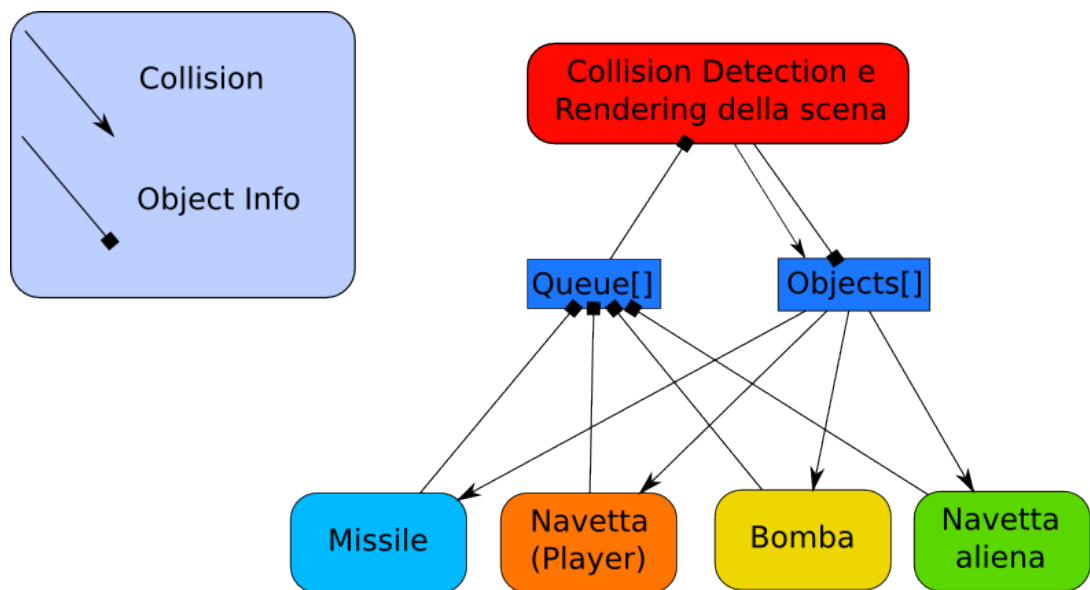 Collision
Object Info
Collision Detection e
Rendering della scena
Queue[]
Objects[]
Missile
Navetta
(Player)
Bomba
Navetta
aliena